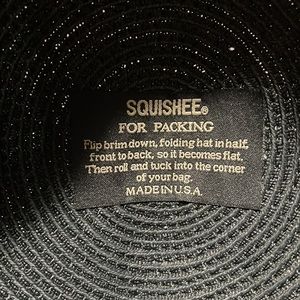 SQUISHEE®
FOR PACKING
Flip brim down, folding hat in half,
front to back, so it becomes flat.
Then roll and tuck into the corner
of your bag.
MADE IN U.S.A.